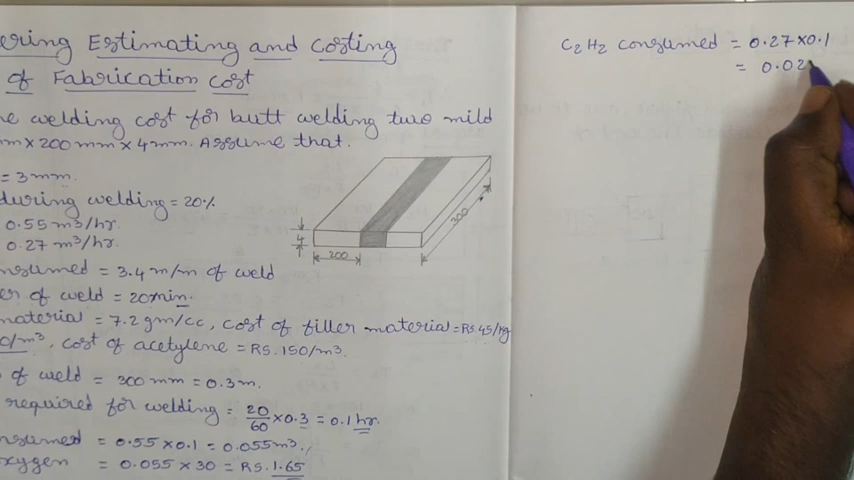 ering Estimating and costing
of Fabrication cost
e welding cost for butt welding two mild
m × 200 mm × 4 mm. Assume that.
= 3 mm.
during welding = 20%
0.55 m³/hr.
0.27 m³/hr.
nsumed = 3.4 m/m of weld
er of weld = 20 min.
material = 7.2 gm/cc, cost of filler material = Rs. 45/kg
0/m³, cost of acetylene = Rs. 150/m³.
of weld = 300 mm = 0.3 m.
required for welding = 20/60 × 0.3 = 0.1 hr.
nsumed = 0.55 × 0.1 = 0.055 m³.
xygen = 0.055 × 30 = Rs. 1.65
4
200
300
C₂H₂ consumed = 0.27 × 0.1
= 0.02